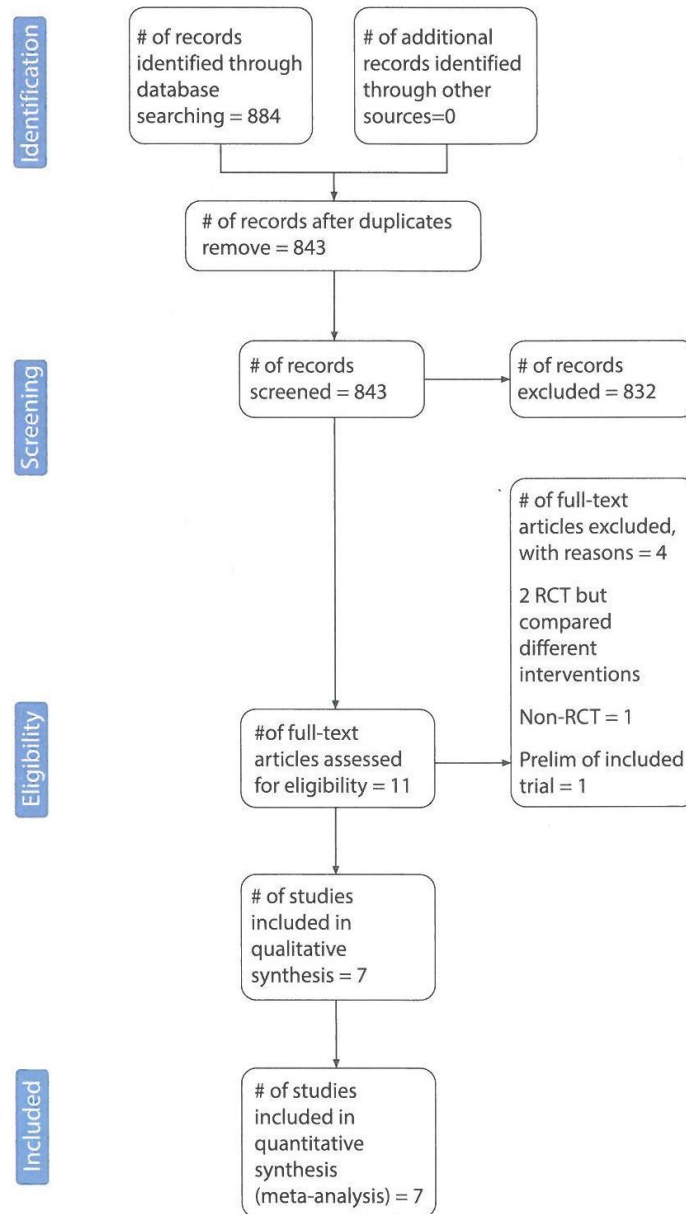 Identification
# of records
identified through
database
searching = 884
# of additional
records identified
through other
sources=0
# of records after duplicates
remove = 843
Screening
# of records
screened = 843
# of records
excluded = 832
# of full-text
articles excluded,
with reasons = 4
2 RCT but
compared
different
interventions
Non-RCT = 1
Prelim of included
trial = 1
Eligibility
#of full-text
articles assessed
for eligibility = 11
# of studies
included in
qualitative
synthesis = 7
Included
# of studies
included in
quantitative
synthesis
(meta-analysis) = 7